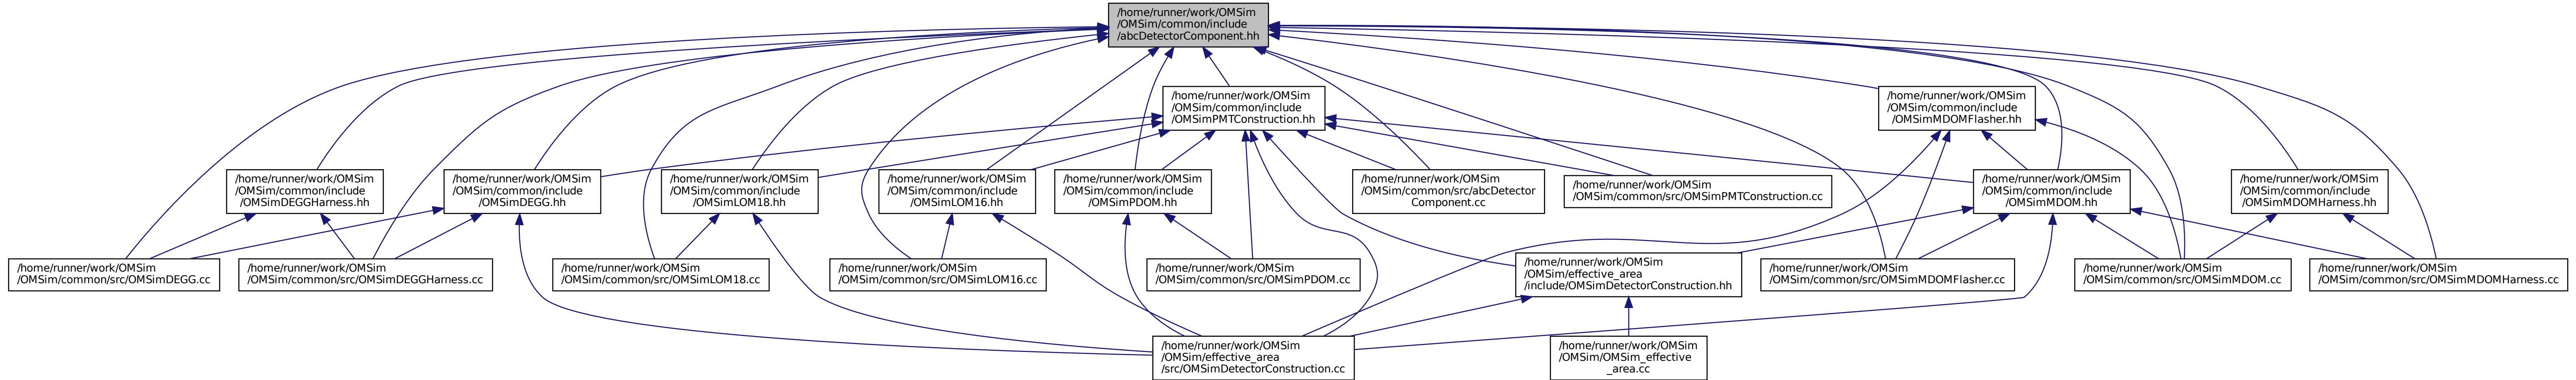 /home/runner/work/OMSim
/OMSim/common/include
/abcDetectorComponent.hh
/home/runner/work/OMSim
/OMSim/common/include
/OMSimPMTConstruction.hh
/home/runner/work/OMSim
/OMSim/common/include
/OMSimMDOMFlasher.hh
/home/runner/work/OMSim
/OMSim/common/include
/OMSimDEGGHarness.hh
/home/runner/work/OMSim
/OMSim/common/include
/OMSimDEGG.hh
/home/runner/work/OMSim
/OMSim/common/include
/OMSimLOM18.hh
/home/runner/work/OMSim
/OMSim/common/include
/OMSimLOM16.hh
/home/runner/work/OMSim
/OMSim/common/include
/OMSimPDOM.hh
/home/runner/work/OMSim
/OMSim/common/src/abcDetector
Component.cc
/home/runner/work/OMSim
/OMSim/common/src/OMSimPMTConstruction.cc
/home/runner/work/OMSim
/OMSim/common/include
/OMSimMDOM.hh
/home/runner/work/OMSim
/OMSim/common/include
/OMSimMDOMHarness.hh
/home/runner/work/OMSim
/OMSim/common/src/OMSimDEGG.cc
/home/runner/work/OMSim
/OMSim/common/src/OMSimDEGGHarness.cc
/home/runner/work/OMSim
/OMSim/common/src/OMSimLOM18.cc
/home/runner/work/OMSim
/OMSim/common/src/OMSimLOM16.cc
/home/runner/work/OMSim
/OMSim/common/src/OMSimPDOM.cc
/home/runner/work/OMSim
/OMSim/effective_area
/include/OMSimDetectorConstruction.hh
/home/runner/work/OMSim
/OMSim/common/src/OMSimMDOMFlasher.cc
/home/runner/work/OMSim
/OMSim/common/src/OMSimMDOM.cc
/home/runner/work/OMSim
/OMSim/common/src/OMSimMDOMHarness.cc
/home/runner/work/OMSim
/OMSim/effective_area
/src/OMSimDetectorConstruction.cc
/home/runner/work/OMSim
/OMSim/OMSim_effective
_area.cc